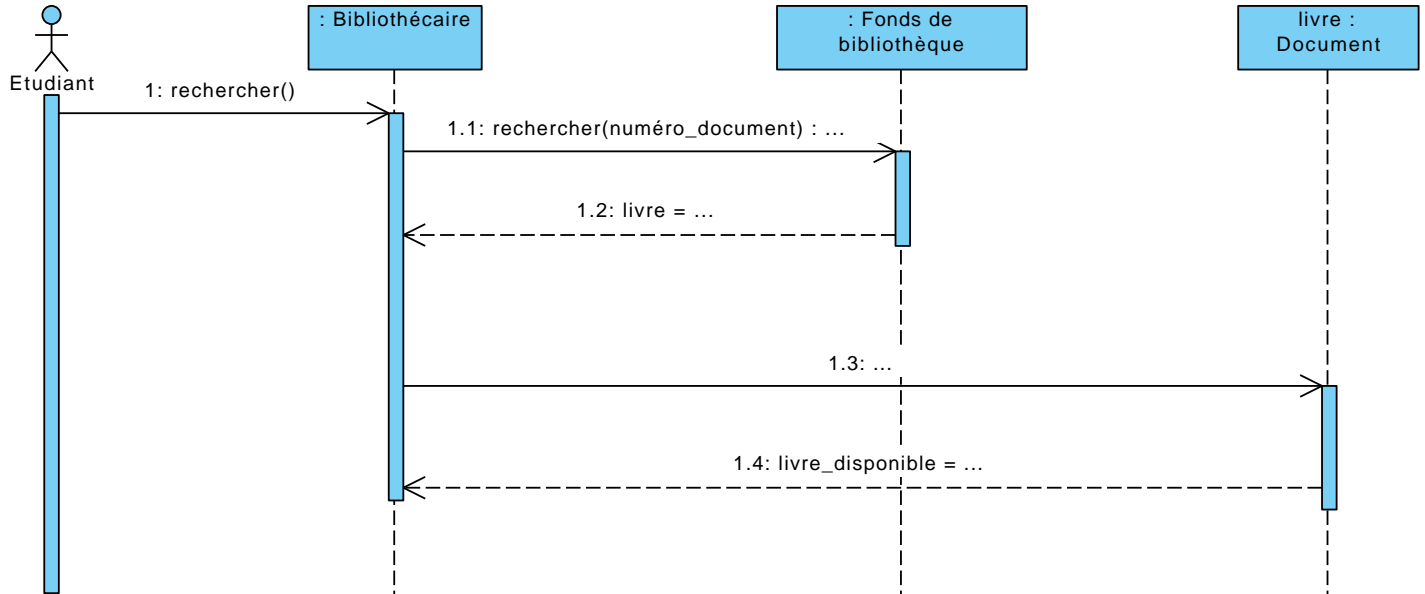 : Bibliothécaire
: Fonds de
bibliothèque
livre :
Document
Etudiant
1: rechercher()
1.1: rechercher(numéro_document) : ...
1.2: livre = ...
1.3: ...
1.4: livre_disponible = ...